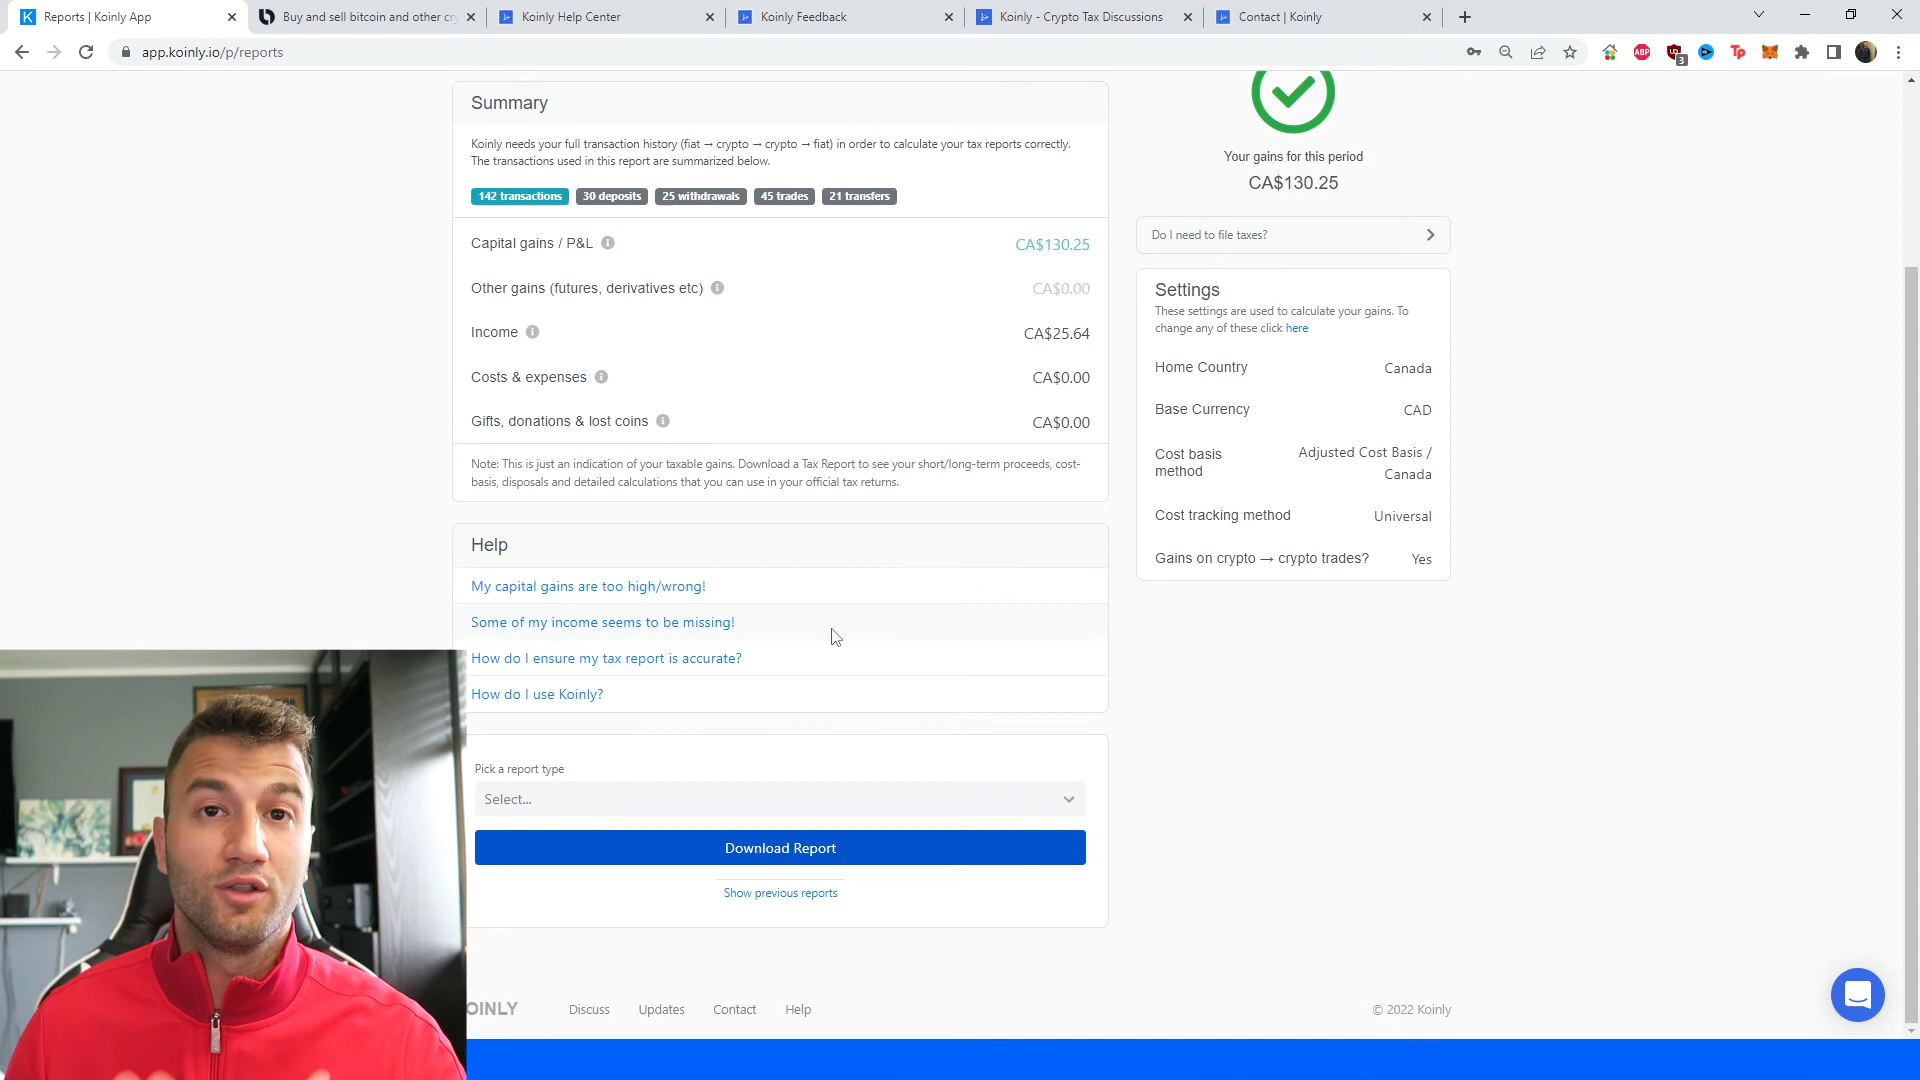 Reports | Koinly App
Buy and sell bitcoin and other cry
Koinly Help Center
Koinly Feedback
Koinly - Crypto Tax Discussions
Contact | Koinly
app.koinly.io/p/reports
ABP
3
Tp
Summary
Koinly needs your full transaction history (fiat → crypto → crypto → fiat) in order to calculate your tax reports correctly.
The transactions used in this report are summarized below.
142 transactions 30 deposits 25 withdrawals 45 trades 21 transfers
Capital gains / P&L CA$130.25
Other gains (futures, derivatives etc) CA$0.00
Income CA$25.64
Costs & expenses CA$0.00
Gifts, donations & lost coins CA$0.00
Note: This is just an indication of your taxable gains. Download a Tax Report to see your short/long-term proceeds, cost-
basis, disposals and detailed calculations that you can use in your official tax returns.
Help
My capital gains are too high/wrong!
Some of my income seems to be missing!
How do I ensure my tax report is accurate?
How do I use Koinly?
Pick a report type
Select...
Download Report
Show previous reports
Your gains for this period
CA$130.25
Do I need to file taxes?
Settings
These settings are used to calculate your gains. To
change any of these click here
Home Country Canada
Base Currency CAD
Cost basis method Adjusted Cost Basis / Canada
Cost tracking method Universal
Gains on crypto → crypto trades? Yes
OINLY
Discuss Updates Contact Help
© 2022 Koinly